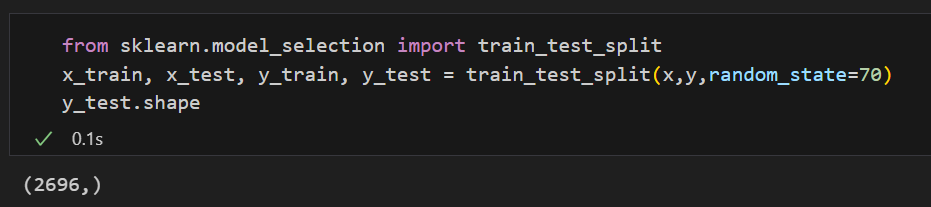 from sklearn.model_selection import train_test_split
x_train, x_test, y_train, y_test = train_test_split(x,y,random_state=70)
y_test.shape
0.1s
(2696,)